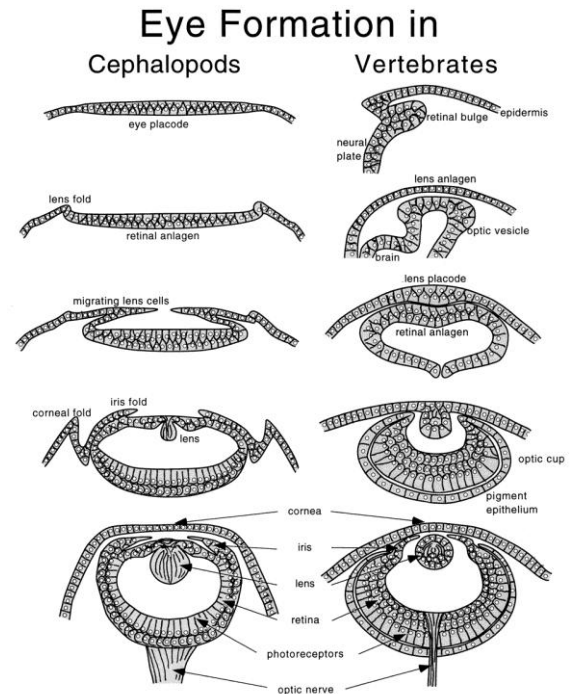 Eye Formation in
Cephalopods
Vertebrates
eye placode
retinal bulge
epidermis
neural
plate
lens fold
retinal anlagen
lens anlagen
optic vesicle
brain
migrating lens cells
lens placode
retinal anlagen
iris fold
corneal fold
lens
optic cup
pigment
epithelium
cornea
iris
lens
retina
photoreceptors
optic nerve